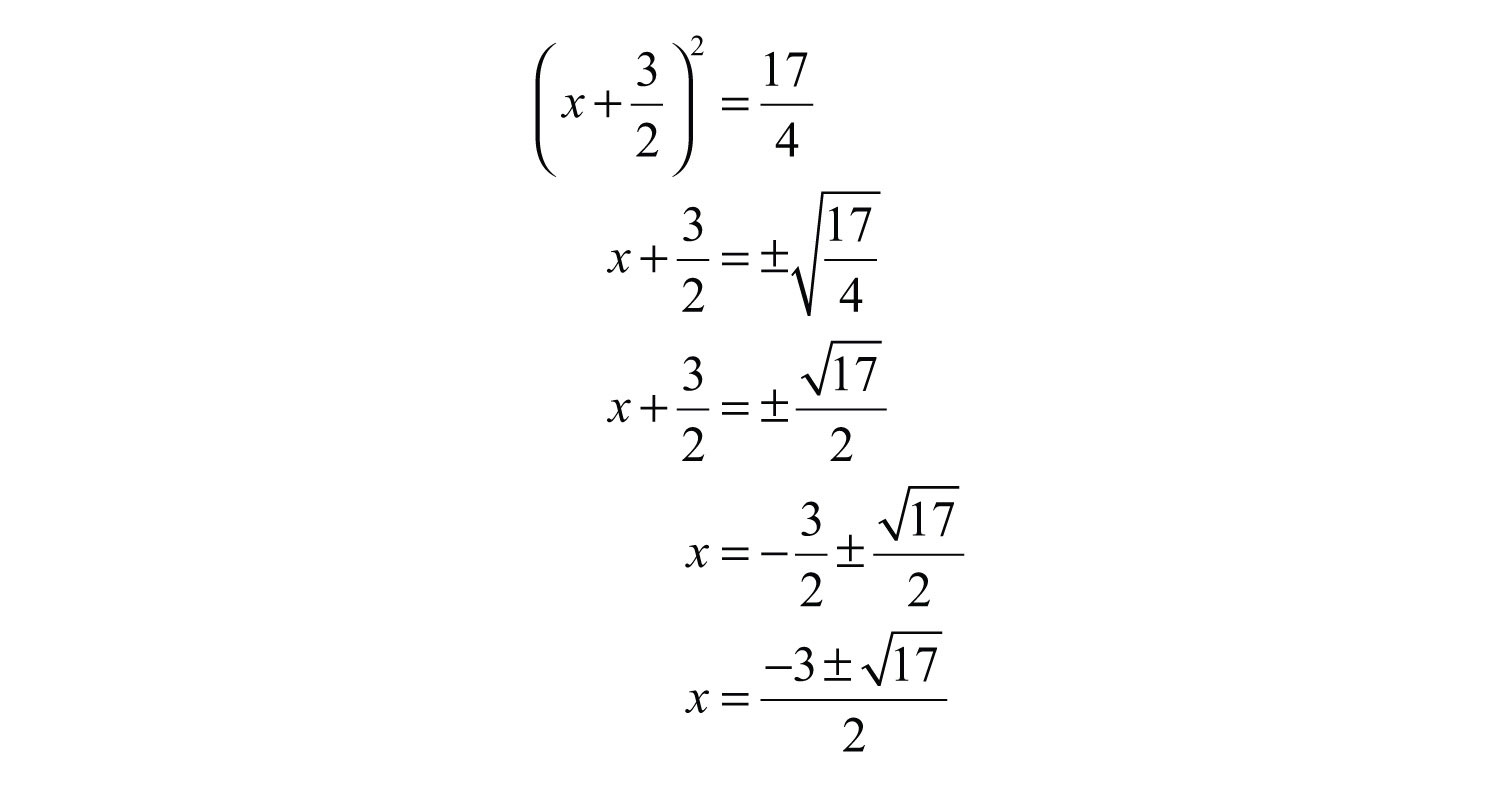 (x + 3/2)² = 17/4
x + 3/2 = ±√(17/4)
x + 3/2 = ±√17/2
x = −3/2 ± √17/2
x = (−3 ± √17)/2